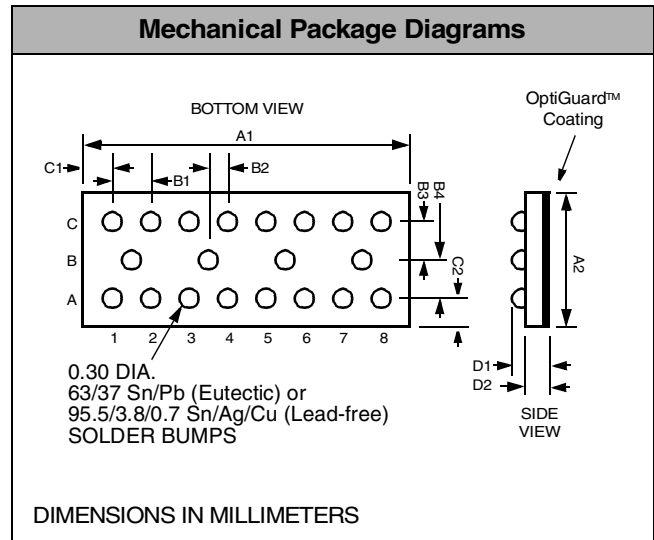 Mechanical Package Diagrams
BOTTOM VIEW
OptiGuard™
Coating
A1
C1
B1
B2
B3
B4
C
B
A
C2
A2
1 2 3 4 5 6 7 8
D1
D2
SIDE
VIEW
0.30 DIA.
63/37 Sn/Pb (Eutectic) or
95.5/3.8/0.7 Sn/Ag/Cu (Lead-free)
SOLDER BUMPS
DIMENSIONS IN MILLIMETERS